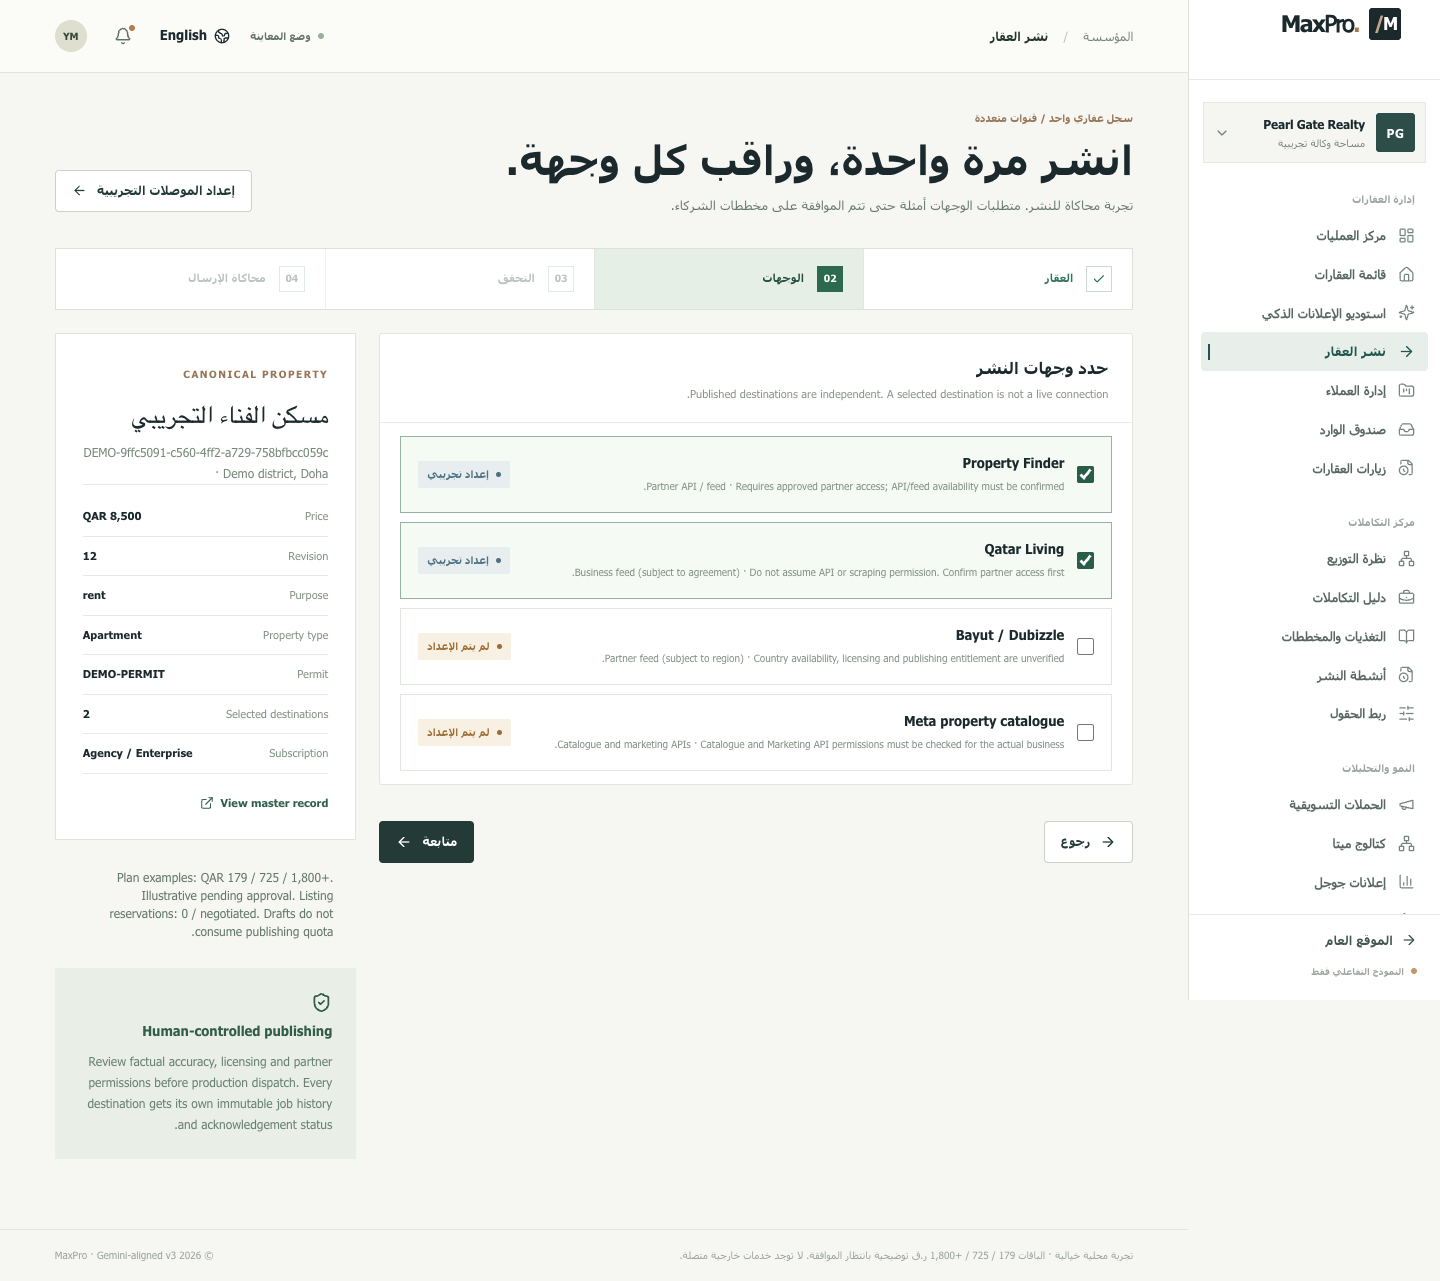 MaxPro.
/M
Pearl Gate Realty
PG
مساحة وكالة تجريبية
إدارة العقارات
مركز العمليات
قائمة العقارات
استوديو الإعلانات الذكي
نشر العقار
إدارة العملاء
صندوق الوارد
زيارات العقارات
مركز التكاملات
نظرة التوزيع
دليل التكاملات
التغذيات والمخططات
أنشطة النشر
ربط الحقول
النمو والتحليلات
الحملات التسويقية
كتالوج ميتا
إعلانات جوجل
الموقع العام
النموذج التفاعلي فقط
المؤسسة / نشر العقار
وضع المعاينة
English
YM
سجل عقاري واحد / قنوات متعددة
انشر مرة واحدة، وراقب كل وجهة.
تجربة محاكاة للنشر. متطلبات الوجهات أمثلة حتى تتم الموافقة على مخططات الشركاء.
إعداد الموصلات التجريبية
العقار
02 الوجهات
03 التحقق
04 محاكاة الإرسال
حدد وجهات النشر
.Published destinations are independent. A selected destination is not a live connection
Property Finder
.Partner API / feed · Requires approved partner access; API/feed availability must be confirmed
إعداد تجريبي
Qatar Living
.Business feed (subject to agreement) · Do not assume API or scraping permission. Confirm partner access first
إعداد تجريبي
Bayut / Dubizzle
.Partner feed (subject to region) · Country availability, licensing and publishing entitlement are unverified
لم يتم الإعداد
Meta property catalogue
.Catalogue and marketing APIs · Catalogue and Marketing API permissions must be checked for the actual business
لم يتم الإعداد
رجوع
متابعة
CANONICAL PROPERTY
مسكن الفناء التجريبي
DEMO-9ffc5091-c560-4ff2-a729-758bfbcc059c
· Demo district, Doha
Price QAR 8,500
Revision 12
Purpose rent
Property type Apartment
Permit DEMO-PERMIT
Selected destinations 2
Subscription Agency / Enterprise
View master record
Plan examples: QAR 179 / 725 / 1,800+.
Illustrative pending approval. Listing
reservations: 0 / negotiated. Drafts do not
.consume publishing quota
Human-controlled publishing
Review factual accuracy, licensing and partner
permissions before production dispatch. Every
destination gets its own immutable job history
.and acknowledgement status
تجربة محلية خيالية · الباقات 179 / 725 / +1,800 ر.ق توضيحية بانتظار الموافقة. لا توجد خدمات خارجية متصلة.
MaxPro · Gemini-aligned v3 2026 ©